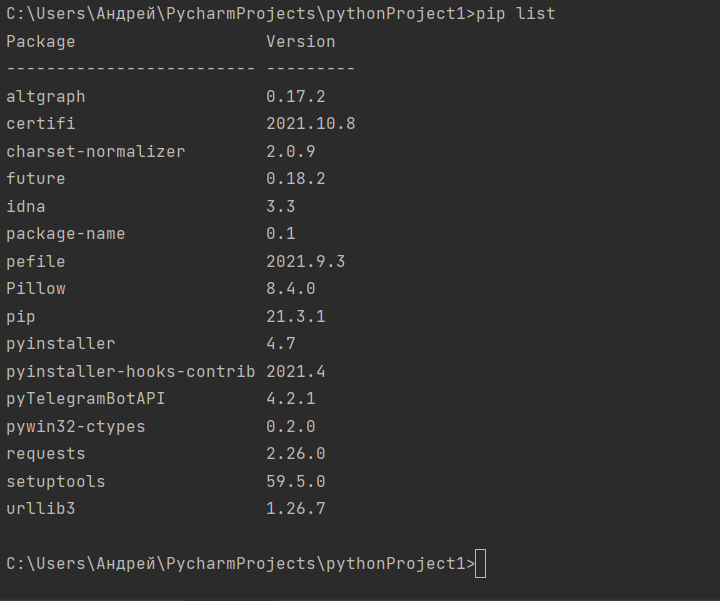 C:\Users\Андрей\PycharmProjects\pythonProject1>pip list
Package                   Version
------------------------- ---------
altgraph                  0.17.2
certifi                   2021.10.8
charset-normalizer        2.0.9
future                    0.18.2
idna                      3.3
package-name              0.1
pefile                    2021.9.3
Pillow                    8.4.0
pip                       21.3.1
pyinstaller               4.7
pyinstaller-hooks-contrib 2021.4
pyTelegramBotAPI          4.2.1
pywin32-ctypes            0.2.0
requests                  2.26.0
setuptools                59.5.0
urllib3                   1.26.7
C:\Users\Андрей\PycharmProjects\pythonProject1>